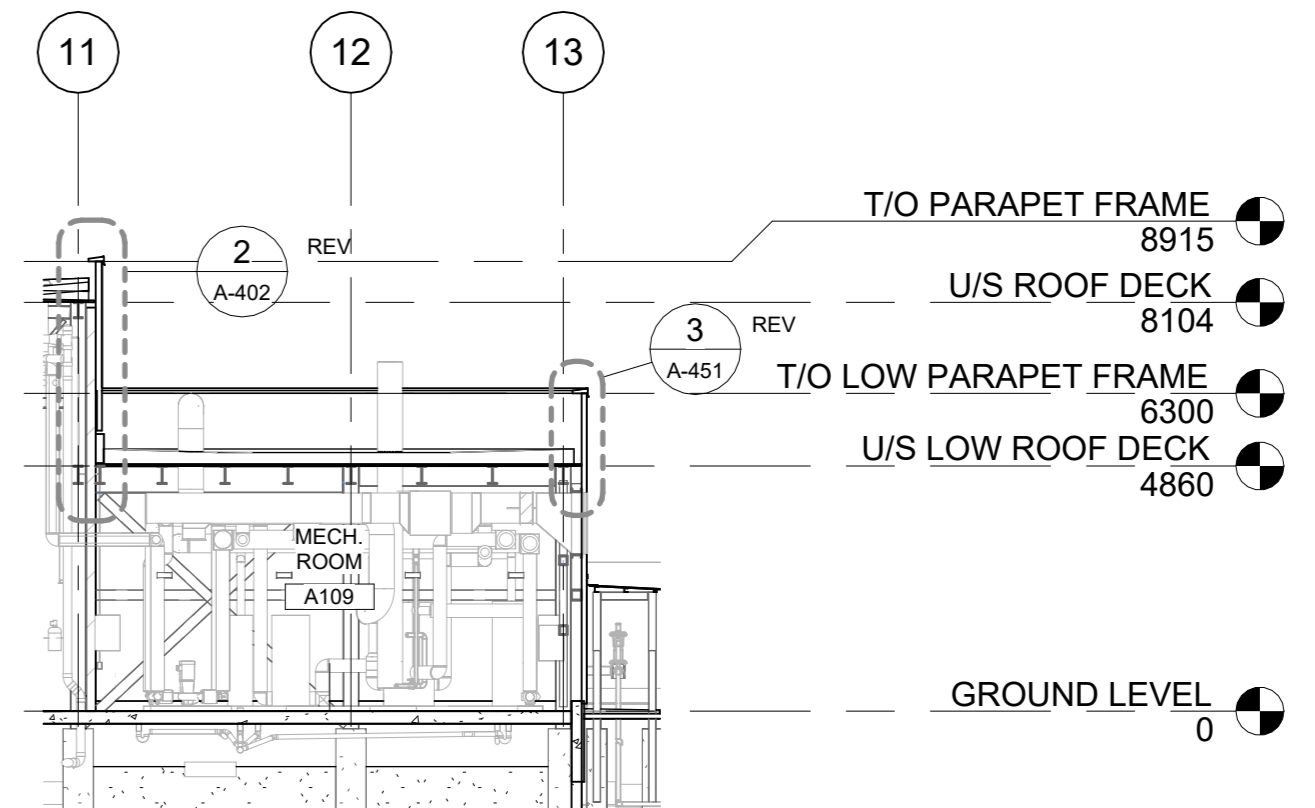 11
12
13
T/O PARAPET FRAME
8915
2
A-402
REV
U/S ROOF DECK
8104
3
A-451
REV
T/O LOW PARAPET FRAME
6300
U/S LOW ROOF DECK
4860
MECH.
ROOM
A109
GROUND LEVEL
0